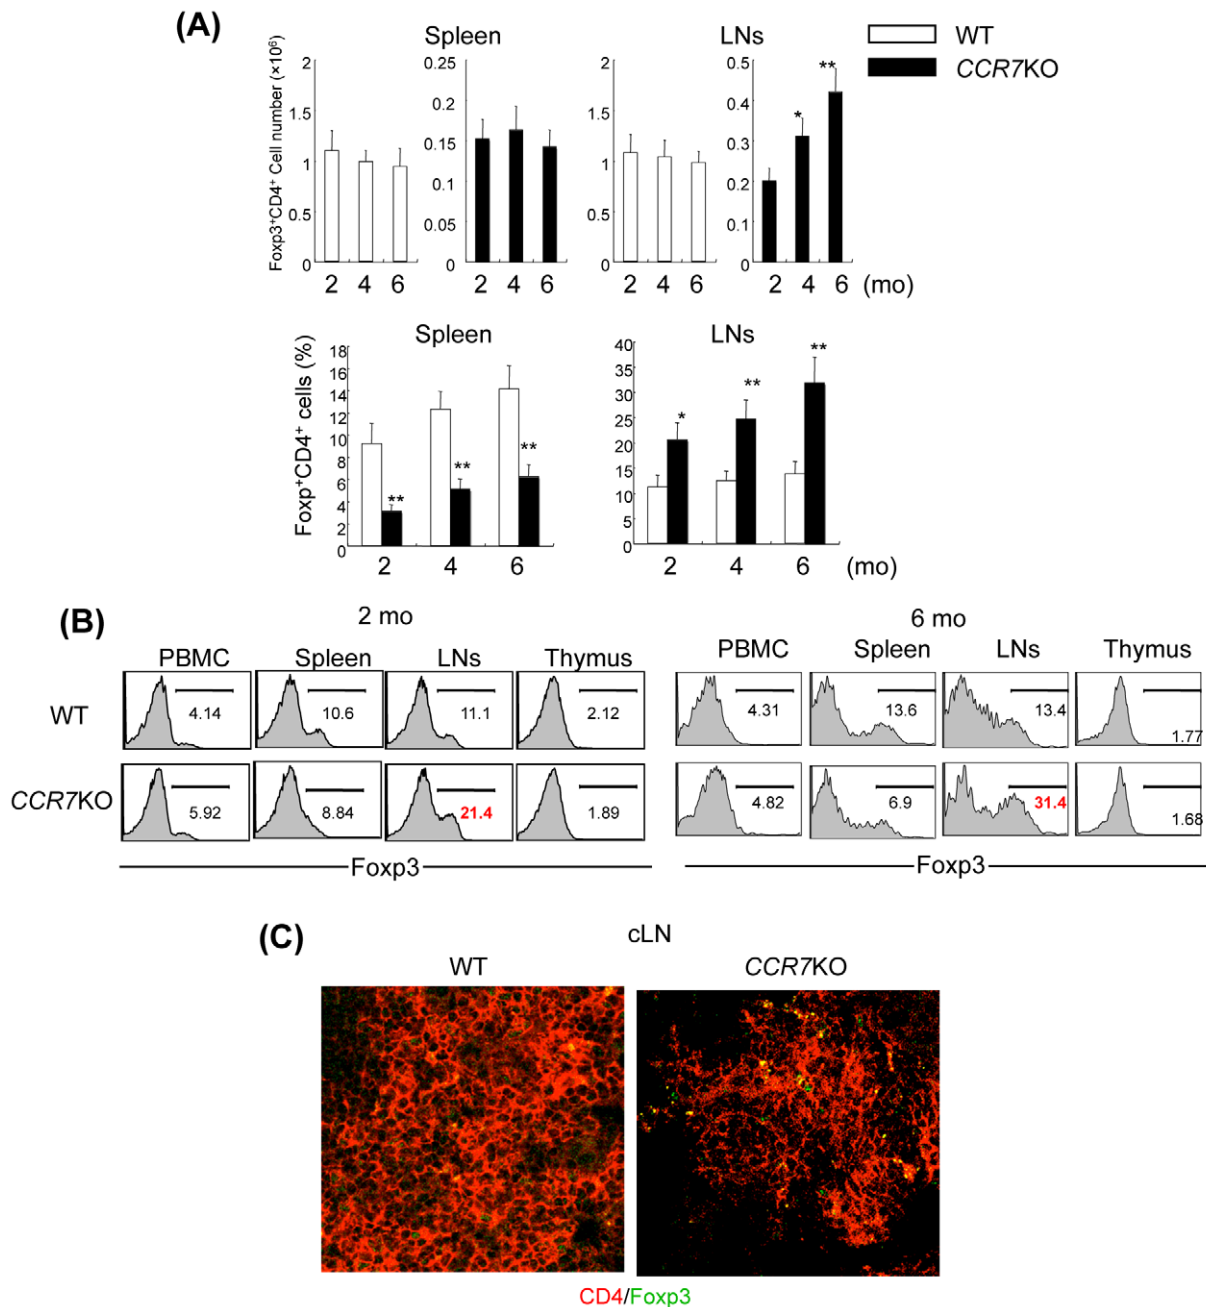 (A)
Spleen
LNs
WT
CCR7KO
Foxp3+CD4+ Cell number (×10⁶)
2
1.5
1
0.5
0
0.25
0.2
0.15
0.1
0.05
0
2
1.5
1
0.5
0
0.5
0.4
0.3
0.2
0.1
0
*
**
2 4 6
2 4 6
2 4 6
2 4 6 (mo)
Spleen
LNs
Foxp+CD4+ cells (%)
18
16
14
12
10
8
6
4
2
0
**
**
**
40
35
30
25
20
15
10
5
0
*
**
**
2 4 6
2 4 6 (mo)
(B)
2 mo
6 mo
PBMC Spleen LNs Thymus
PBMC Spleen LNs Thymus
WT
4.14 10.6 11.1 2.12
4.31 13.6 13.4 1.77
CCR7KO
5.92 8.84 21.4 1.89
4.82 6.9 31.4 1.68
Foxp3
Foxp3
(C)
cLN
WT
CCR7KO
CD4/Foxp3